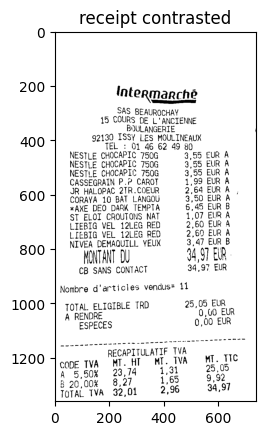 receipt contrasted
0
200
400
600
800
1000
1200
Intermarché
SAS BEAUROCHAY
15 COURS DE L'ANCIENNE
BOULANGERIE
92130 ISSY LES MOULINEAUX
TEL : 01 46 62 49 80
NESTLE CHOCAPIC 750G 3,55 EUR A
NESTLE CHOCAPIC 750G 3,55 EUR A
NESTLE CHOCAPIC 750G 3,55 EUR A
CASSEGRAIN P.P CAROT 1,99 EUR A
JR HALOPAC 2TR.COEUR 2,64 EUR A
CORAYA 10 BAT LANGOU 3,50 EUR A
*AXE DEO DARK TEMPTA 6,45 EUR B
ST ELOI CROUTONS NAT 1,07 EUR A
LIEBIG VEL 12LEG RED 2,60 EUR A
LIEBIG VEL 12LEG RED 2,60 EUR A
NIVEA DEMAQUILL YEUX 3,47 EUR B
MONTANT DU 34,97 EUR
CB SANS CONTACT 34,97 EUR
Nombre d'articles vendus= 11
TOTAL ELIGIBLE TRD 25,05 EUR
A RENDRE 0,00 EUR
ESPECES 0,00 EUR
RECAPITULATIF TVA
CODE TVA MT. HT MT. TVA MT. TTC
A 5,50% 23,74 1,31 25,05
B 20,00% 8,27 1,65 9,92
TOTAL TVA 32,01 2,96 34,97
0 200 400 600